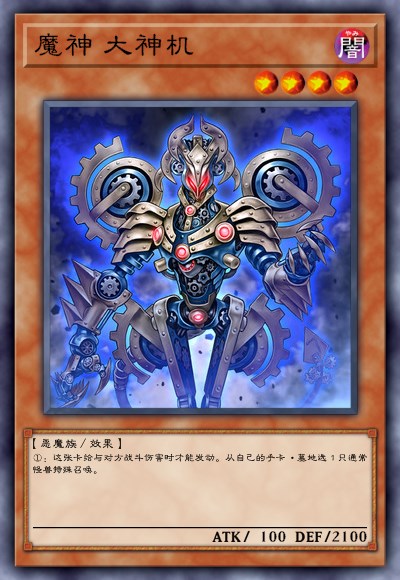 魔神 大神机
やみ
闇
【恶魔族／效果】
①：这张卡给与对方战斗伤害时才能发动。从自己的手卡·墓地选1只通常
怪兽特殊召唤。
ATK/ 100 DEF/2100